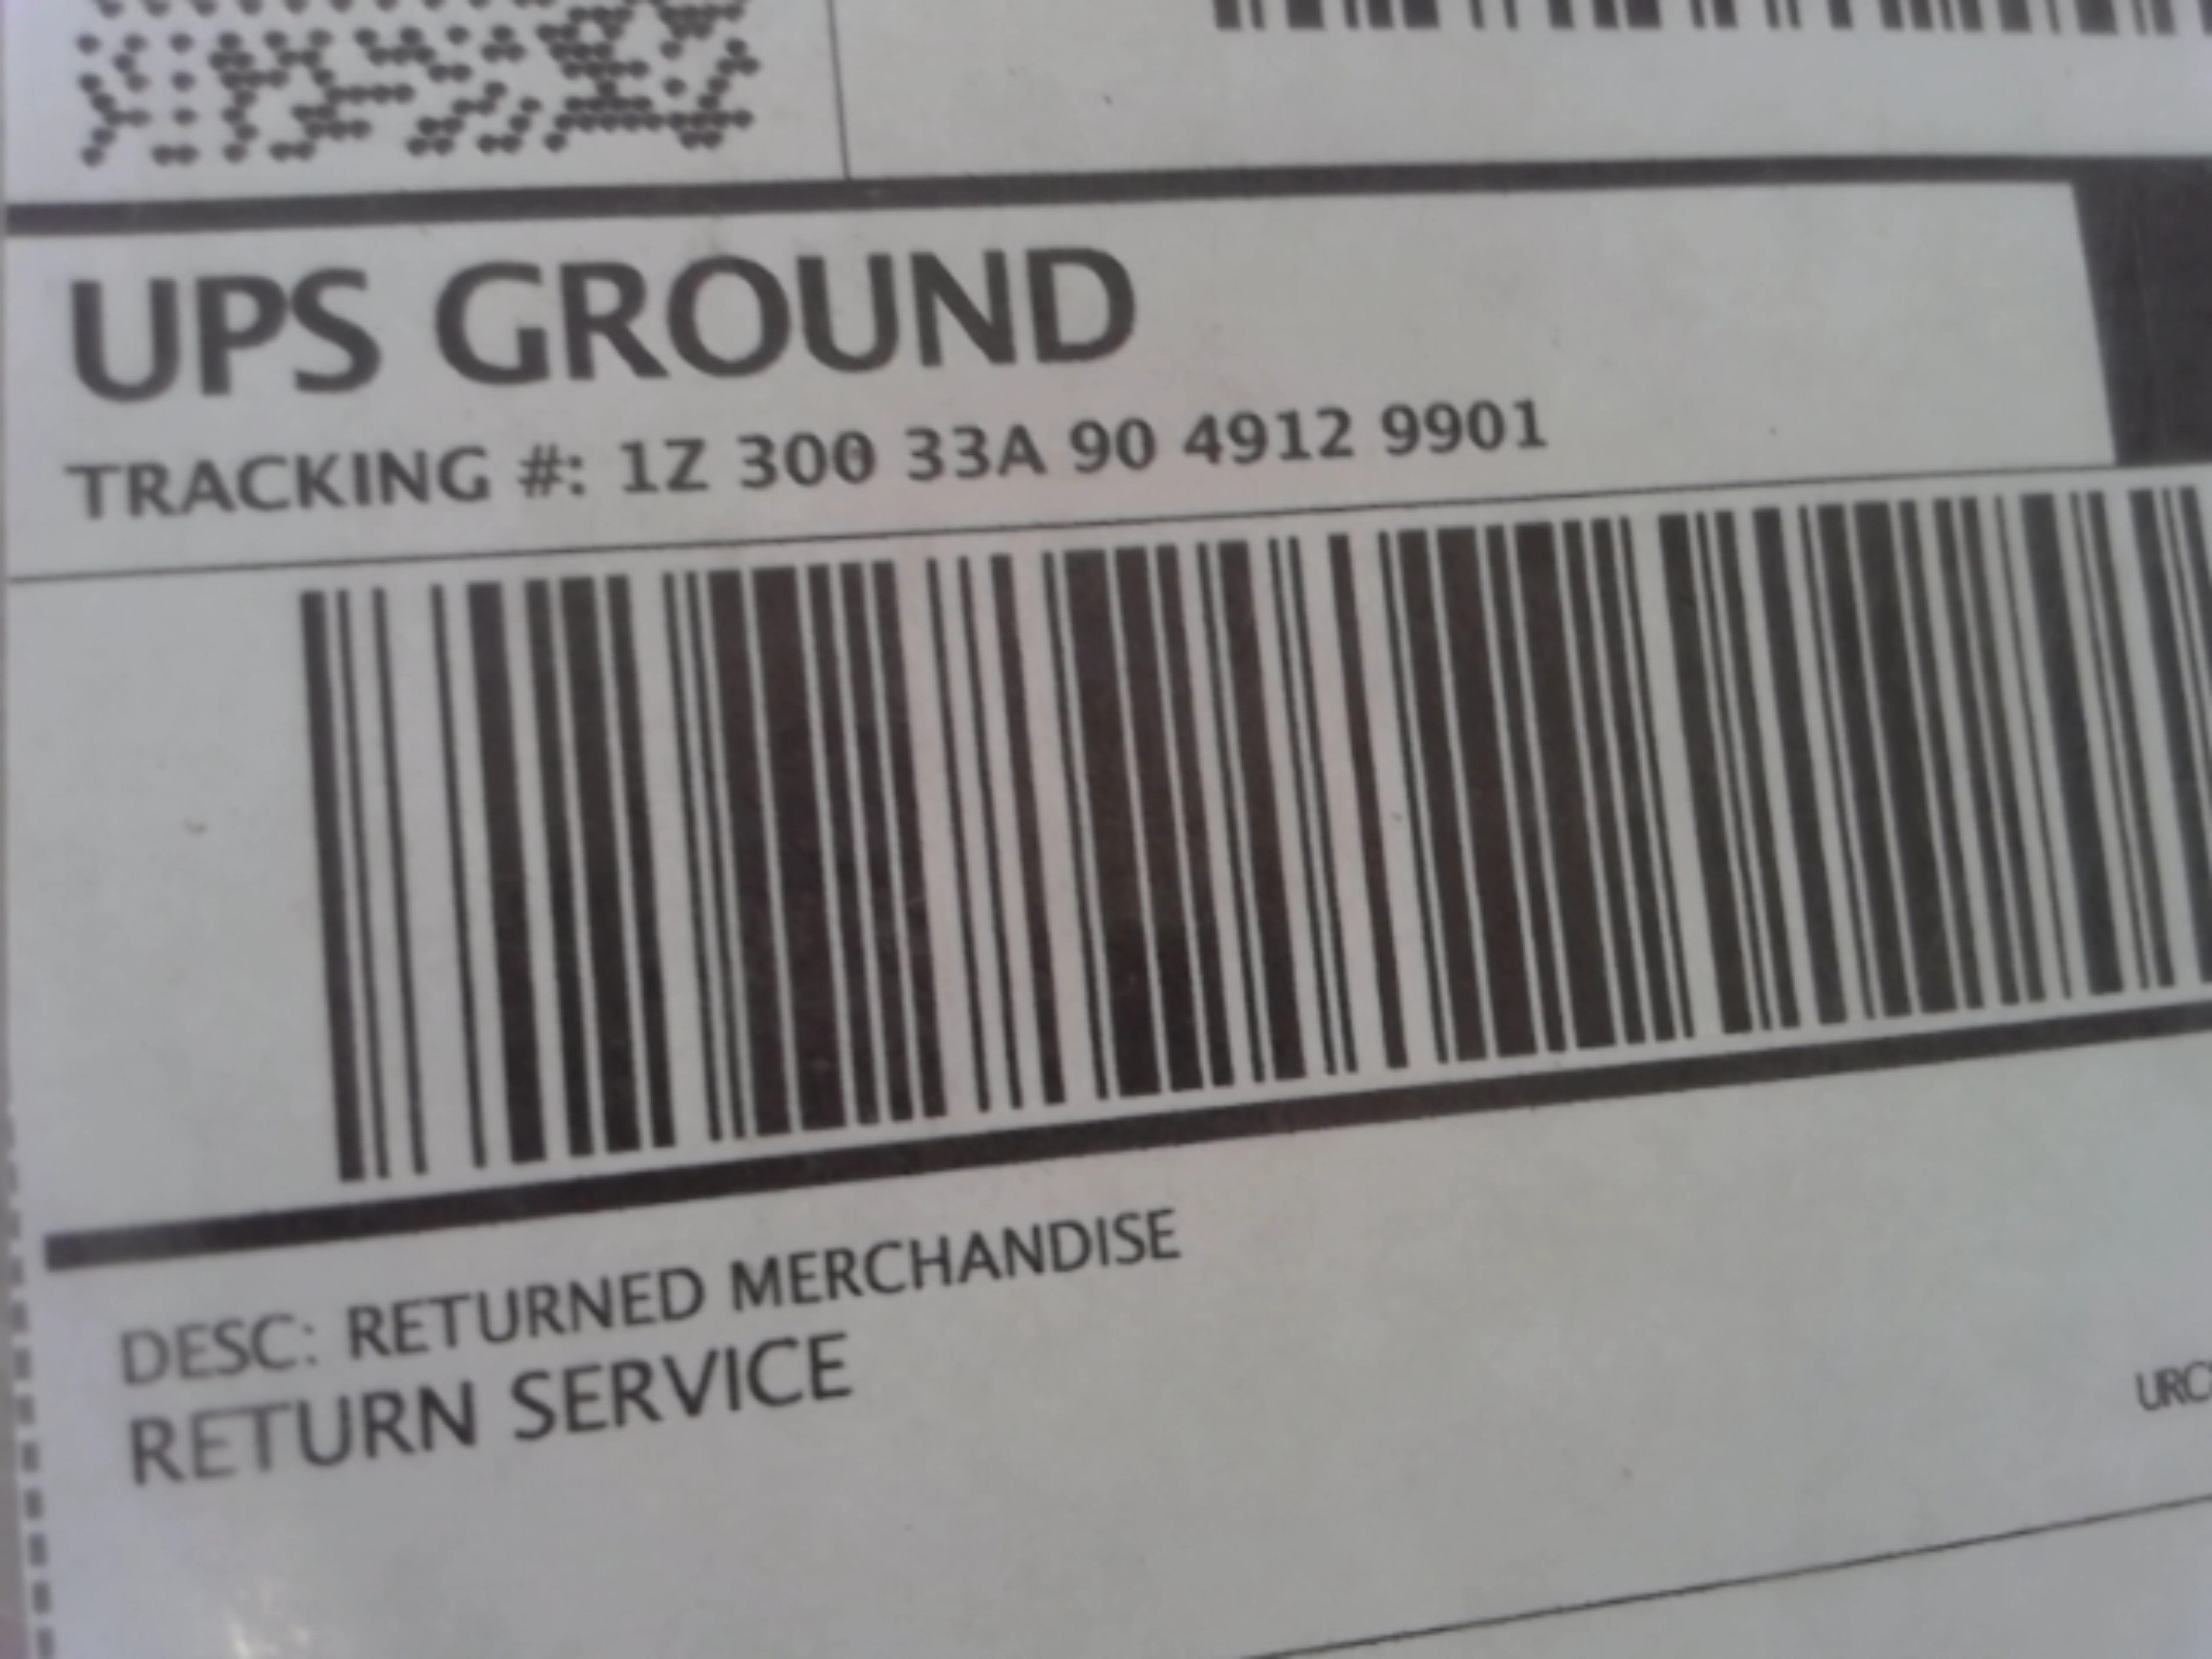 UPS GROUND
TRACKING #: 1Z 300 33A 90 4912 9901
DESC: RETURNED MERCHANDISE
RETURN SERVICE